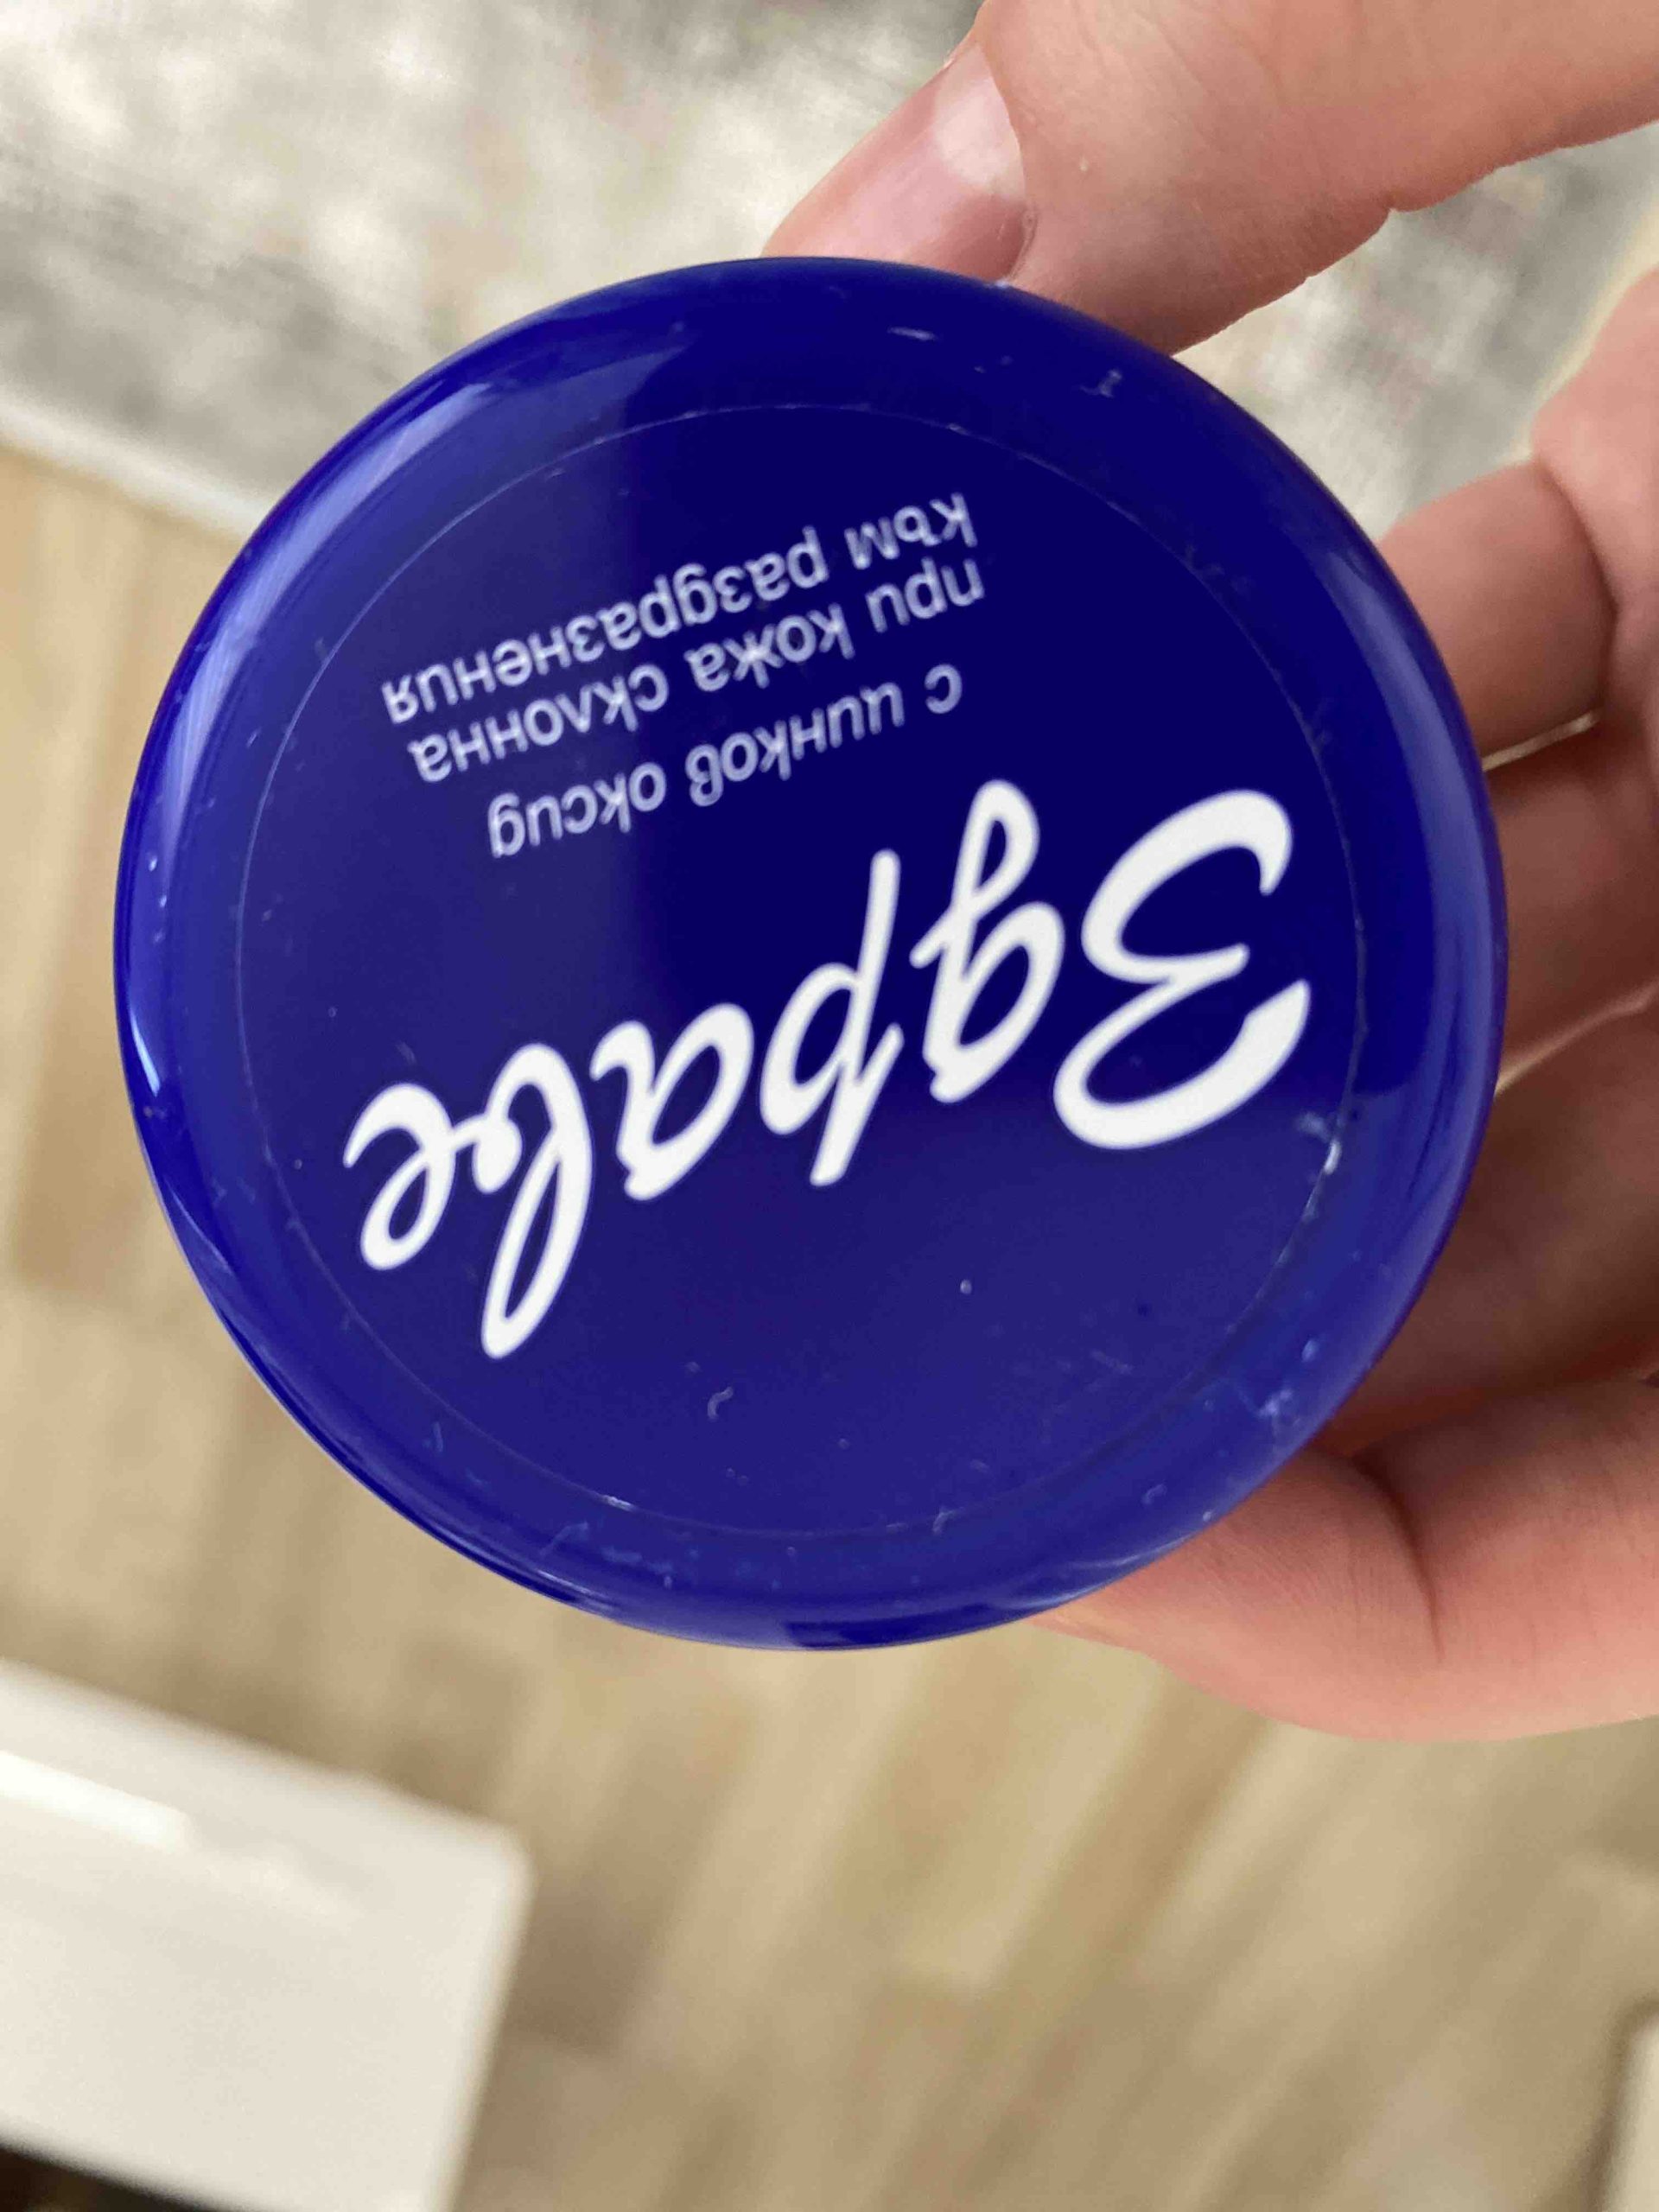 Здраве
с цинков оксид
при кожа склонна
към раздразнения